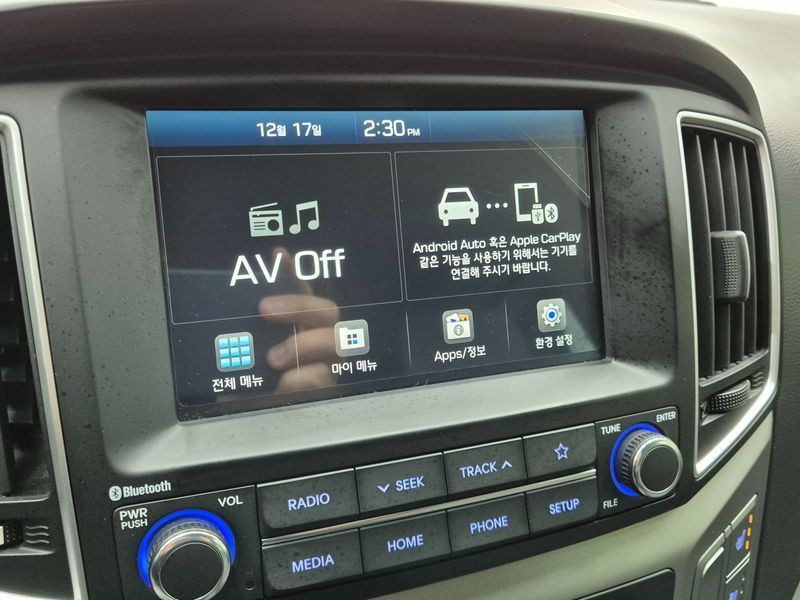 12월 17일 2:30 PM
AV Off
Android Auto 혹은 Apple CarPlay
같은 기능을 사용하기 위해서는 기기를
연결해 주시기 바랍니다.
전체 메뉴
마이 메뉴
Apps/정보
환경 설정
Bluetooth
PWR
PUSH
VOL
RADIO
SEEK
TRACK
TUNE
ENTER
MEDIA
HOME
PHONE
SETUP
FILE